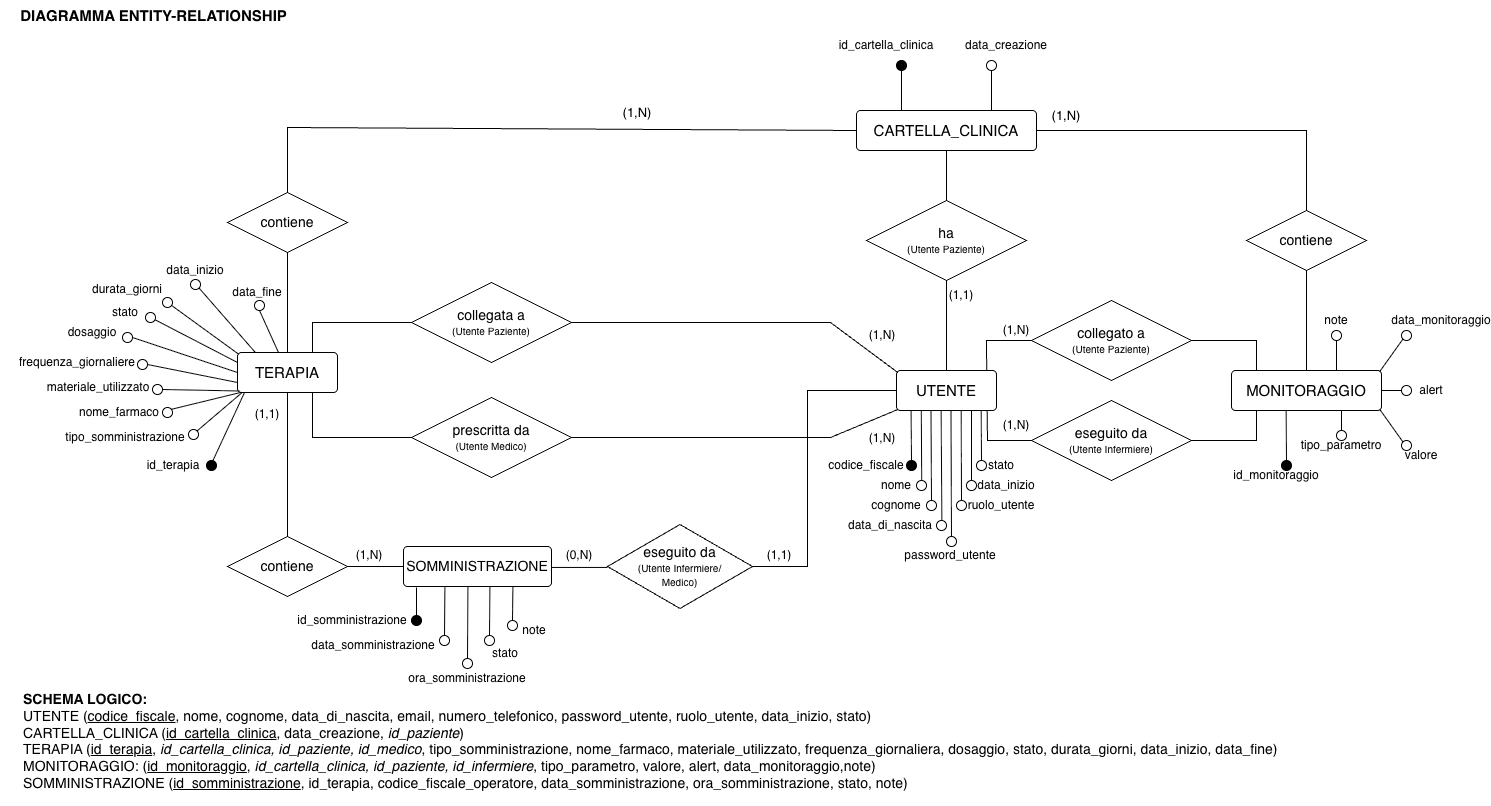 DIAGRAMMA ENTITY-RELATIONSHIP
id_cartella_clinica
data_creazione
(1,N)
CARTELLA_CLINICA
(1,N)
contiene
ha
(Utente Paziente)
contiene
data_inizio
durata_giorni
data_fine
stato
dosaggio
frequenza_giornaliere
materiale_utilizzato
nome_farmaco
tipo_somministrazione
id_terapia
TERAPIA
(1,1)
collegata a
(Utente Paziente)
(1,N)
prescritta da
(Utente Medico)
(1,N)
(1,1)
UTENTE
(1,N)
collegato a
(Utente Paziente)
(1,N)
eseguito da
(Utente Infermiere)
note
data_monitoraggio
MONITORAGGIO
alert
tipo_parametro
valore
id_monitoraggio
codice_fiscale
stato
nome
data_inizio
cognome
ruolo_utente
data_di_nascita
password_utente
contiene
(1,N)
SOMMINISTRAZIONE
(0,N)
eseguito da
(Utente Infermiere/
Medico)
(1,1)
id_somministrazione
data_somministrazione
note
stato
ora_somministrazione
SCHEMA LOGICO:
UTENTE (codice_fiscale, nome, cognome, data_di_nascita, email, numero_telefonico, password_utente, ruolo_utente, data_inizio, stato)
CARTELLA_CLINICA (id_cartella_clinica, data_creazione, id_paziente)
TERAPIA (id_terapia, id_cartella_clinica, id_paziente, id_medico, tipo_somministrazione, nome_farmaco, materiale_utilizzato, frequenza_giornaliera, dosaggio, stato, durata_giorni, data_inizio, data_fine)
MONITORAGGIO: (id_monitoraggio, id_cartella_clinica, id_paziente, id_infermiere, tipo_parametro, valore, alert, data_monitoraggio,note)
SOMMINISTRAZIONE (id_somministrazione, id_terapia, codice_fiscale_operatore, data_somministrazione, ora_somministrazione, stato, note)